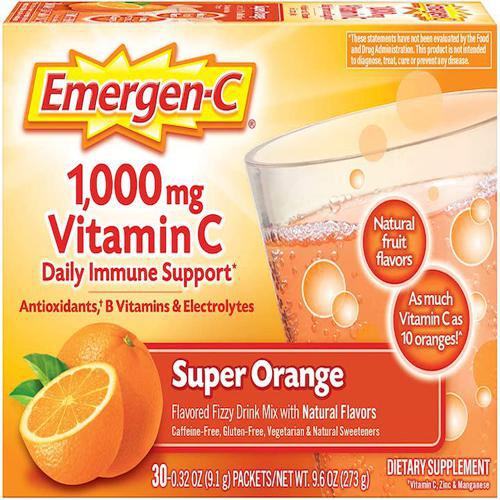 *These statements have not been evaluated by the Food
and Drug Administration. This product is not intended
to diagnose, treat, cure or prevent any disease.
Emergen-C®
1,000 mg
Vitamin C
Daily Immune Support*
Antioxidants,† B Vitamins & Electrolytes
Natural
fruit
flavors
As much
Vitamin C as
10 oranges!^
Super Orange
Flavored Fizzy Drink Mix with Natural Flavors
Caffeine-Free, Gluten-Free, Vegetarian & Natural Sweeteners
30-0.32 OZ (9.1 g) PACKETS/NET WT. 9.6 OZ (273 g)
DIETARY SUPPLEMENT
†Vitamin C, Zinc & Manganese